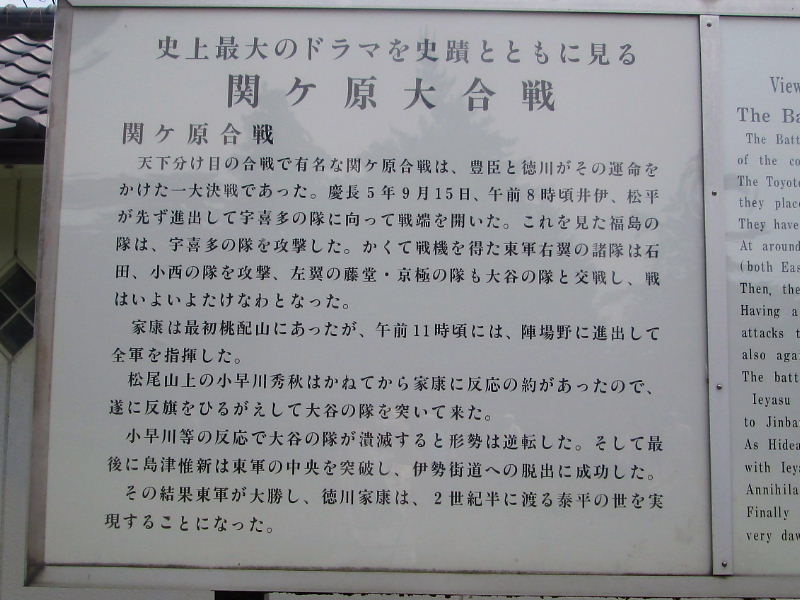 史上最大のドラマを史蹟とともに見る
関ケ原大合戦
関ケ原合戦
天下分け目の合戦で有名な関ケ原合戦は、豊臣と徳川がその運命を
かけた一大決戦であった。慶長5年9月15日、午前8時頃井伊、松平
が先ず進出して宇喜多の隊に向って戦端を開いた。これを見た福島の
隊は、宇喜多の隊を攻撃した。かくて戦機を得た東軍右翼の諸隊は石
田、小西の隊を攻撃、左翼の藤堂・京極の隊も大谷の隊と交戦し、戦
はいよいよたけなわとなった。
家康は最初桃配山にあったが、午前11時頃には、陣場野に進出して
全軍を指揮した。
松尾山上の小早川秀秋はかねてから家康に反応の約があったので、
遂に反旗をひるがえして大谷の隊を突いて来た。
小早川等の反応で大谷の隊が潰滅すると形勢は逆転した。そして最
後に島津惟新は東軍の中央を突破し、伊勢街道への脱出に成功した。
その結果東軍が大勝し、徳川家康は、2世紀半に渡る泰平の世を実
現することになった。
View
The Ba
The Batt
of the co
The Toyoto
they place
They have
At around
(both Eas
Then, the
Having a
attacks t
also agai
The batt
Ieyasu
to Jinba
As Hidea
with Ieya
Annihila
Finally
very daw